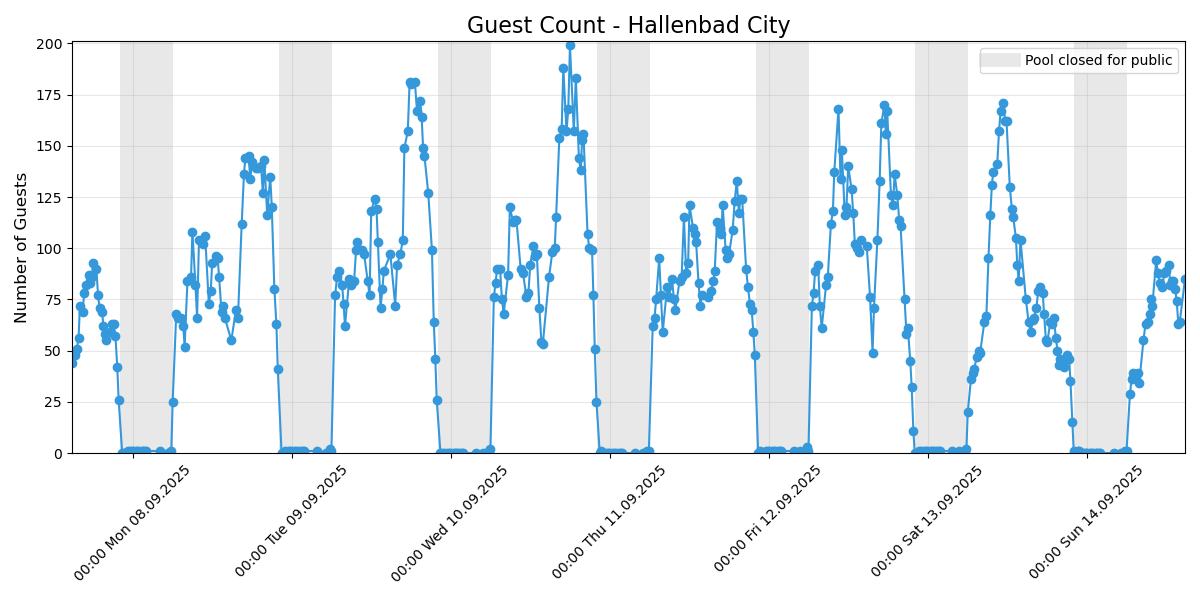 Guest Count - Hallenbad City
Pool closed for public
Number of Guests
200
175
150
125
100
75
50
25
0
00:00 Mon 08.09.2025
00:00 Tue 09.09.2025
00:00 Wed 10.09.2025
00:00 Thu 11.09.2025
00:00 Fri 12.09.2025
00:00 Sat 13.09.2025
00:00 Sun 14.09.2025